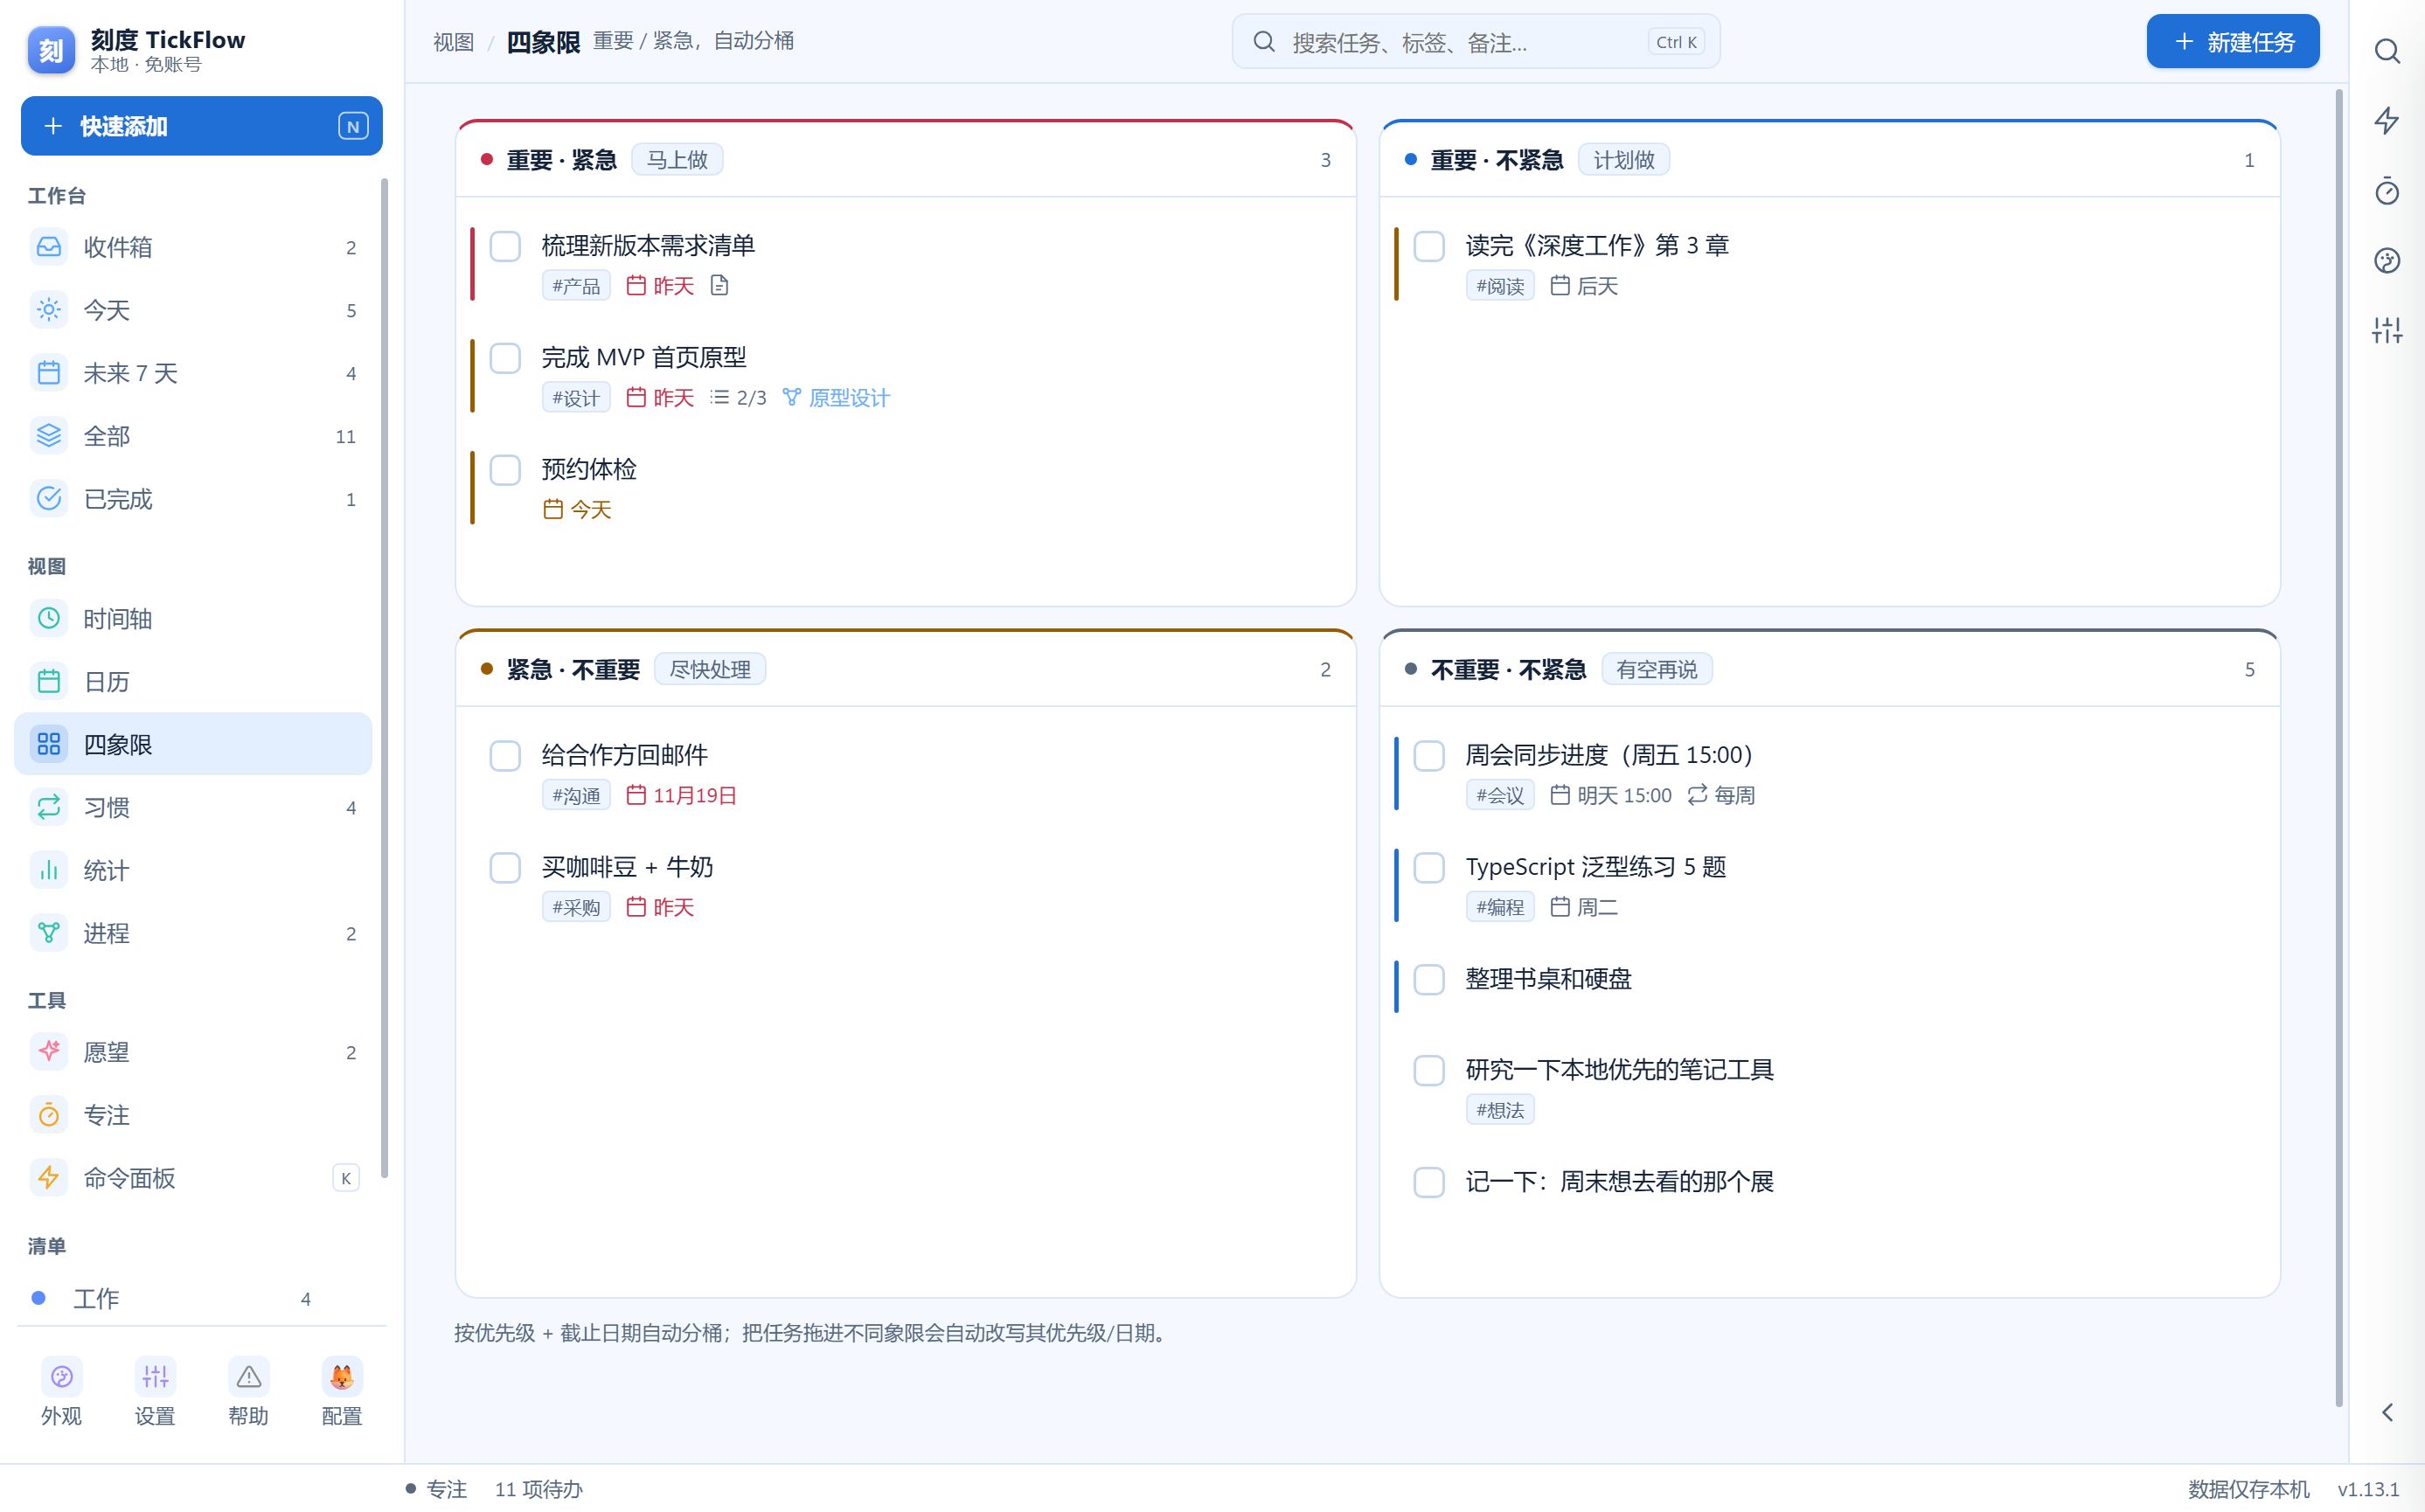 刻
刻度 TickFlow
本地 · 免账号
快速添加 N
工作台
收件箱 2
今天 5
未来 7 天 4
全部 11
已完成 1
视图
时间轴
日历
四象限
习惯 4
统计
进程 2
工具
愿望 2
专注
命令面板 K
清单
工作 4
外观 设置 帮助 配置
视图 / 四象限 重要 / 紧急，自动分桶
搜索任务、标签、备注... Ctrl K
新建任务
重要 · 紧急 马上做 3
梳理新版本需求清单
#产品 昨天
完成 MVP 首页原型
#设计 昨天 2/3 原型设计
预约体检
今天
重要 · 不紧急 计划做 1
读完《深度工作》第 3 章
#阅读 后天
紧急 · 不重要 尽快处理 2
给合作方回邮件
#沟通 11月19日
买咖啡豆 + 牛奶
#采购 昨天
不重要 · 不紧急 有空再说 5
周会同步进度（周五 15:00）
#会议 明天 15:00 每周
TypeScript 泛型练习 5 题
#编程 周二
整理书桌和硬盘
研究一下本地优先的笔记工具
#想法
记一下：周末想去看的那个展
按优先级 + 截止日期自动分桶；把任务拖进不同象限会自动改写其优先级/日期。
专注 11 项待办
数据仅存本机 v1.13.1